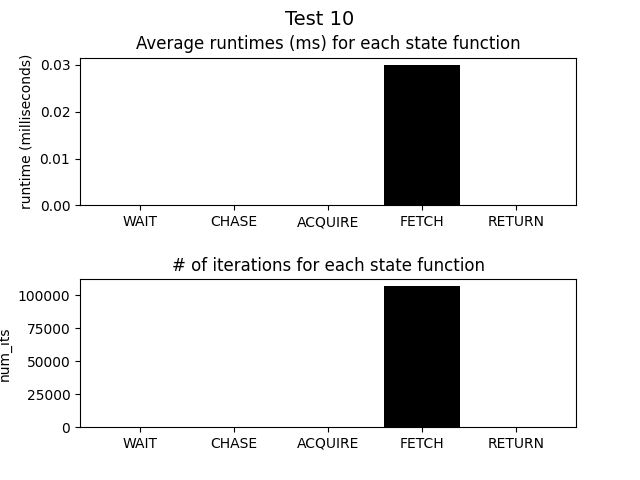 Test 10
Average runtimes (ms) for each state function
runtime (milliseconds)
0.03
0.02
0.01
0.00
WAIT CHASE ACQUIRE FETCH RETURN
# of iterations for each state function
num_its
100000
75000
50000
25000
0
WAIT CHASE ACQUIRE FETCH RETURN